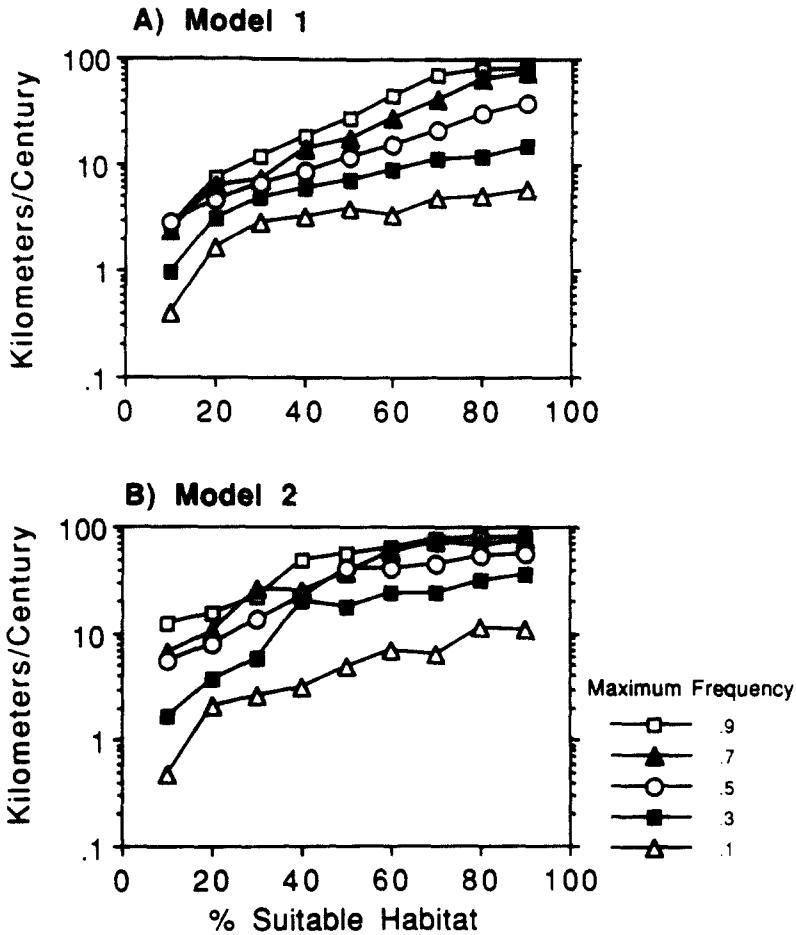 A) Model 1
Kilometers/Century
100
10
1
.1
0 20 40 60 80 100
B) Model 2
Kilometers/Century
100
10
1
.1
0 20 40 60 80 100
% Suitable Habitat
Maximum Frequency
.9
.7
.5
.3
.1